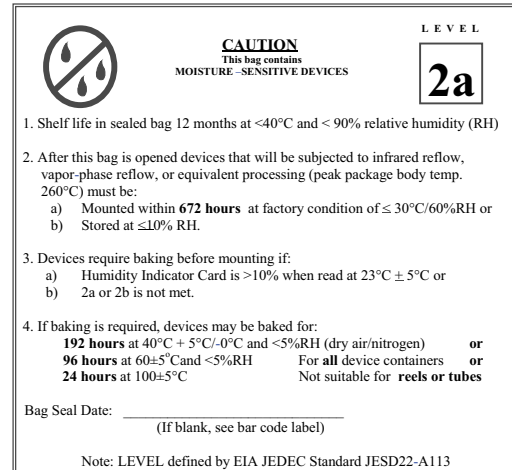 LEVEL
CAUTION
2a
This bag contains
MOISTURE –SENSITIVE DEVICES
1. Shelf life in sealed bag 12 months at <40°C and < 90% relative humidity (RH)
2. After this bag is opened devices that will be subjected to infrared reflow,
vapor-phase reflow, or equivalent processing (peak package body temp.
260°C) must be:
a) Mounted within 672 hours at factory condition of ≤ 30°C/60%RH or
b) Stored at ≤10% RH.
3. Devices require baking before mounting if:
a) Humidity Indicator Card is >10% when read at 23°C ± 5°C or
b) 2a or 2b is not met.
4. If baking is required, devices may be baked for:
192 hours at 40°C + 5°C/-0°C and <5%RH (dry air/nitrogen) or
96 hours at 60±5°Cand <5%RH For all device containers or
24 hours at 100±5°C Not suitable for reels or tubes
Bag Seal Date: ______________________________
(If blank, see bar code label)
Note: LEVEL defined by EIA JEDEC Standard JESD22-A113